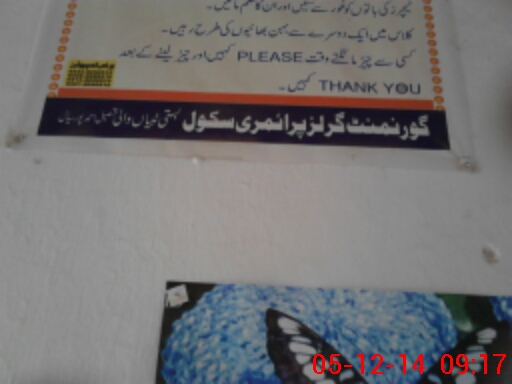 ٹیچرز کی باتوں کو غور سے سنیں اور ان کا حکم مانیں۔
کلاس میں ایک دوسرے سے بہن بھائیوں کی طرح رہیں۔
کسی سے چیز مانگتے وقت PLEASE کہیں اور چیز لینے کے بعد
THANK YOU کہیں۔
گورنمنٹ گرلز پرائمری سکول بستی
05-12-14 09:17